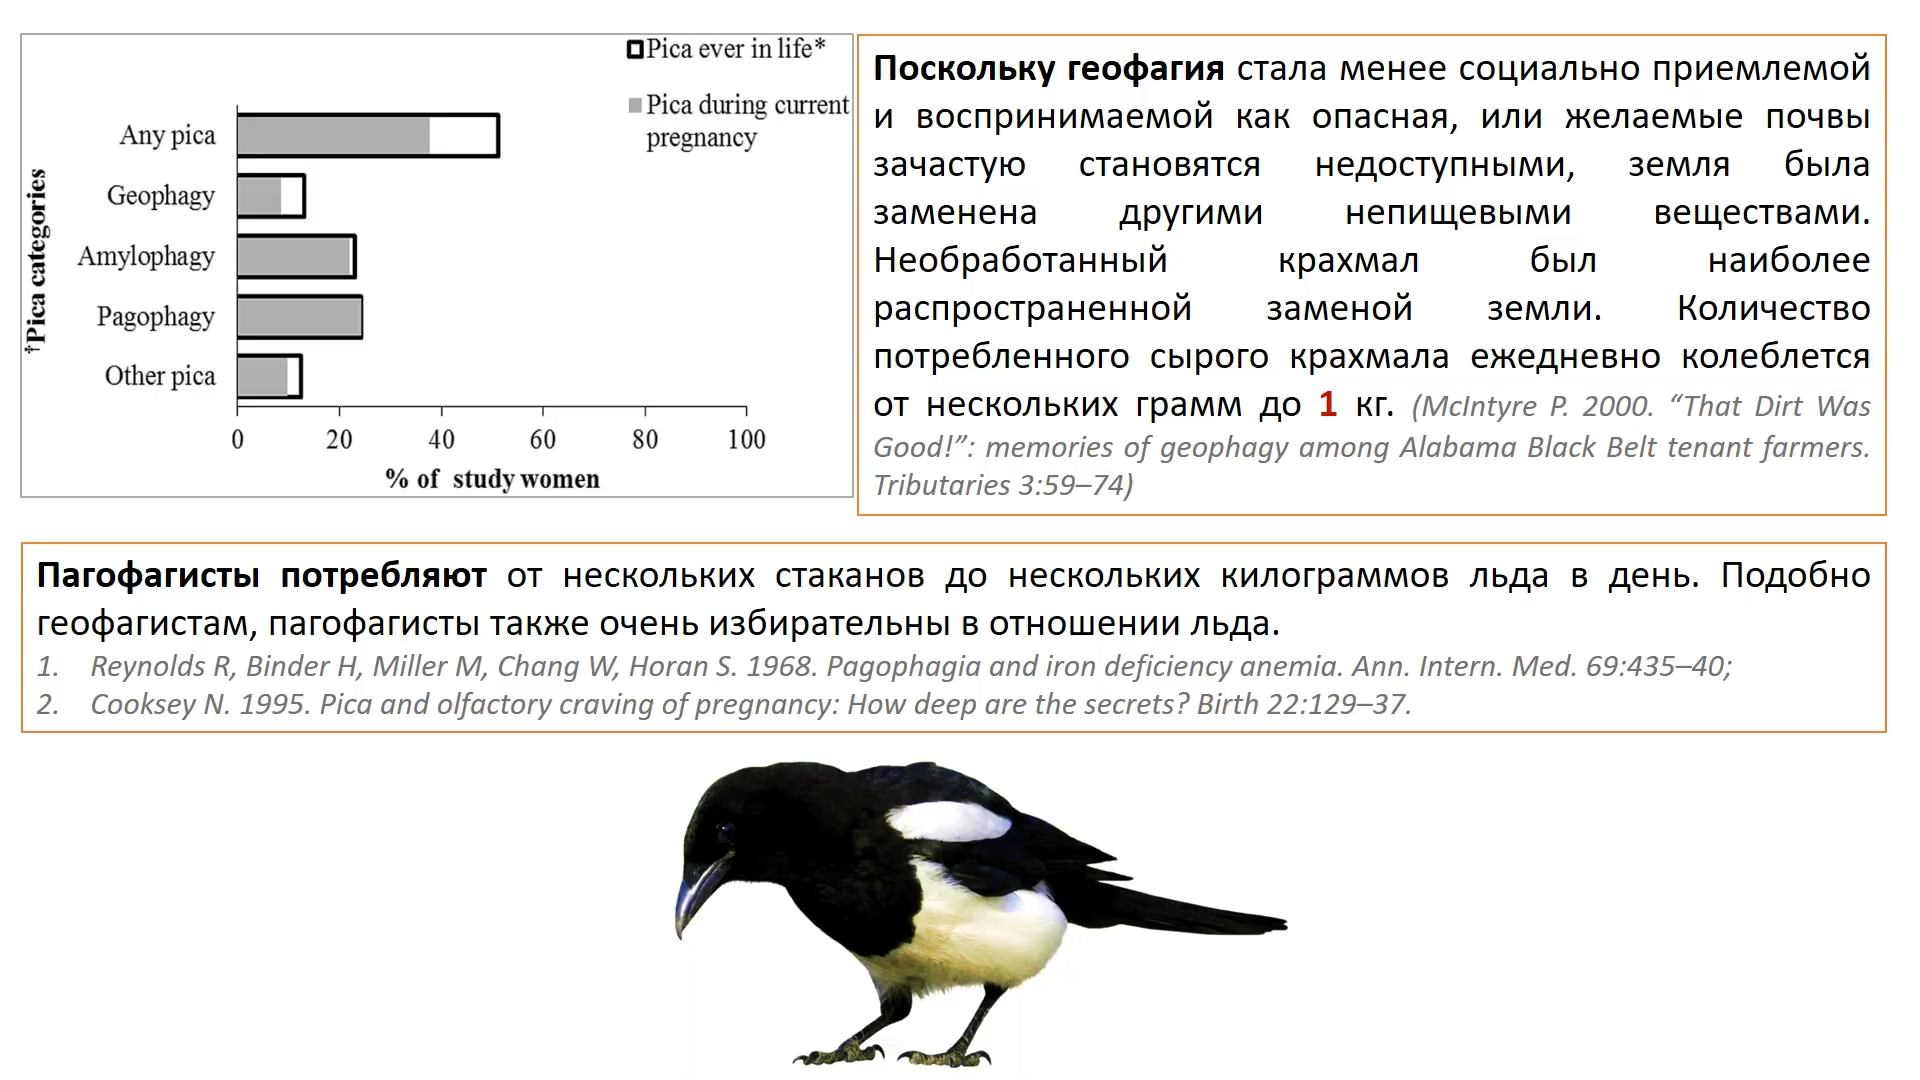 Pica ever in life*
Pica during current
pregnancy
†Pica categories
Any pica
Geophagy
Amylophagy
Pagophagy
Other pica
0 20 40 60 80 100
% of study women
Поскольку геофагия стала менее социально приемлемой
и воспринимаемой как опасная, или желаемые почвы
зачастую становятся недоступными, земля была
заменена другими непищевыми веществами.
Необработанный крахмал был наиболее
распространенной заменой земли. Количество
потребленного сырого крахмала ежедневно колеблется
от нескольких грамм до 1 кг. (McIntyre P. 2000. “That Dirt Was
Good!”: memories of geophagy among Alabama Black Belt tenant farmers.
Tributaries 3:59–74)
Пагофагисты потребляют от нескольких стаканов до нескольких килограммов льда в день. Подобно
геофагистам, пагофагисты также очень избирательны в отношении льда.
1. Reynolds R, Binder H, Miller M, Chang W, Horan S. 1968. Pagophagia and iron deficiency anemia. Ann. Intern. Med. 69:435–40;
2. Cooksey N. 1995. Pica and olfactory craving of pregnancy: How deep are the secrets? Birth 22:129–37.